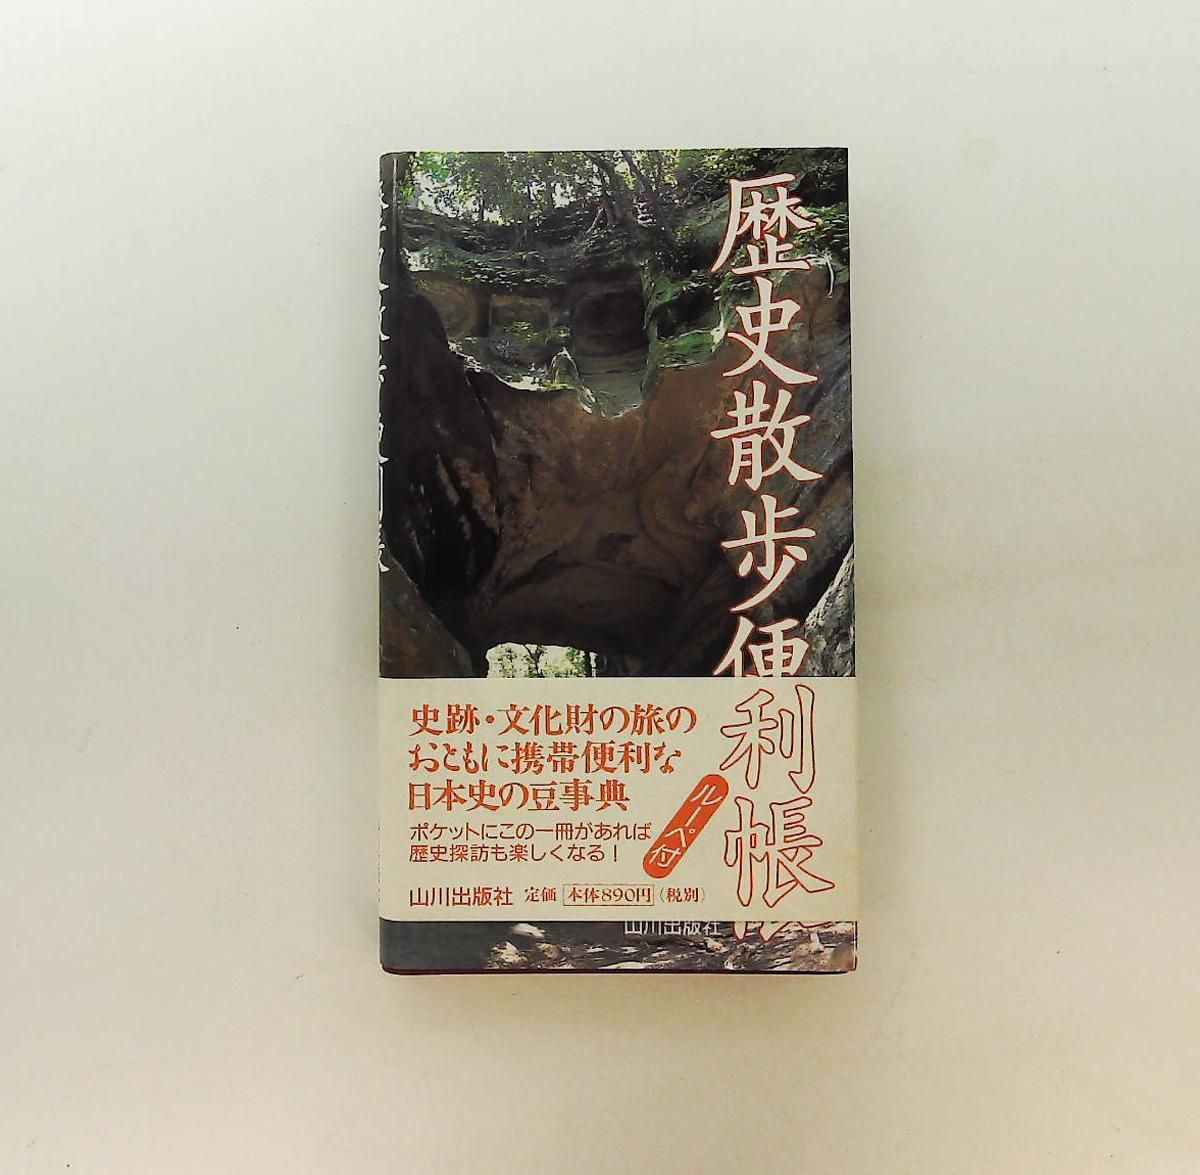 歴史散歩便利帳
史跡・文化財の旅の
おともに携帯便利な
日本史の豆事典
ルーペ付
ポケットにこの一冊があれば
歴史探訪も楽しくなる！
山川出版社 定価 本体890円（税別）
山川出版社